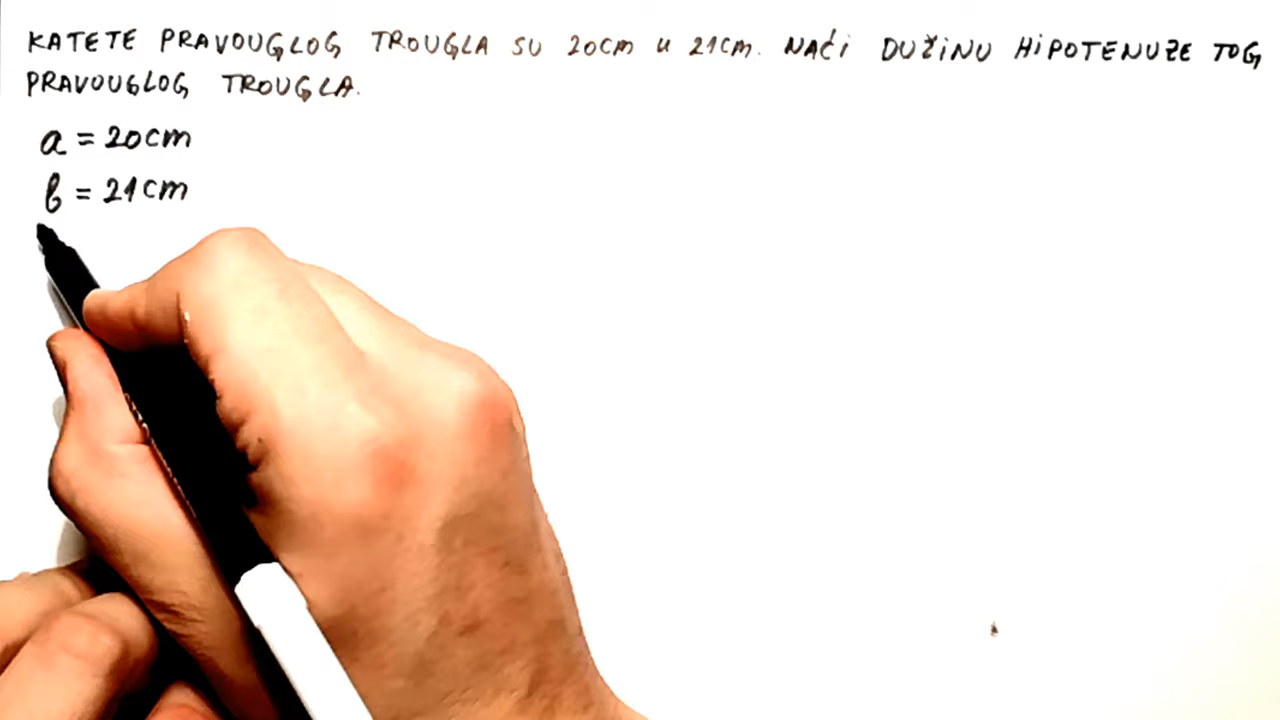 KATETE PRAVOUGLOG TROUGLA SU 20cm u 21cm. NAĆi DUŽiNU HiPOTENUZE TOG
PRAVOUGLOG TROUGLA.
a = 20cm
b = 21cm